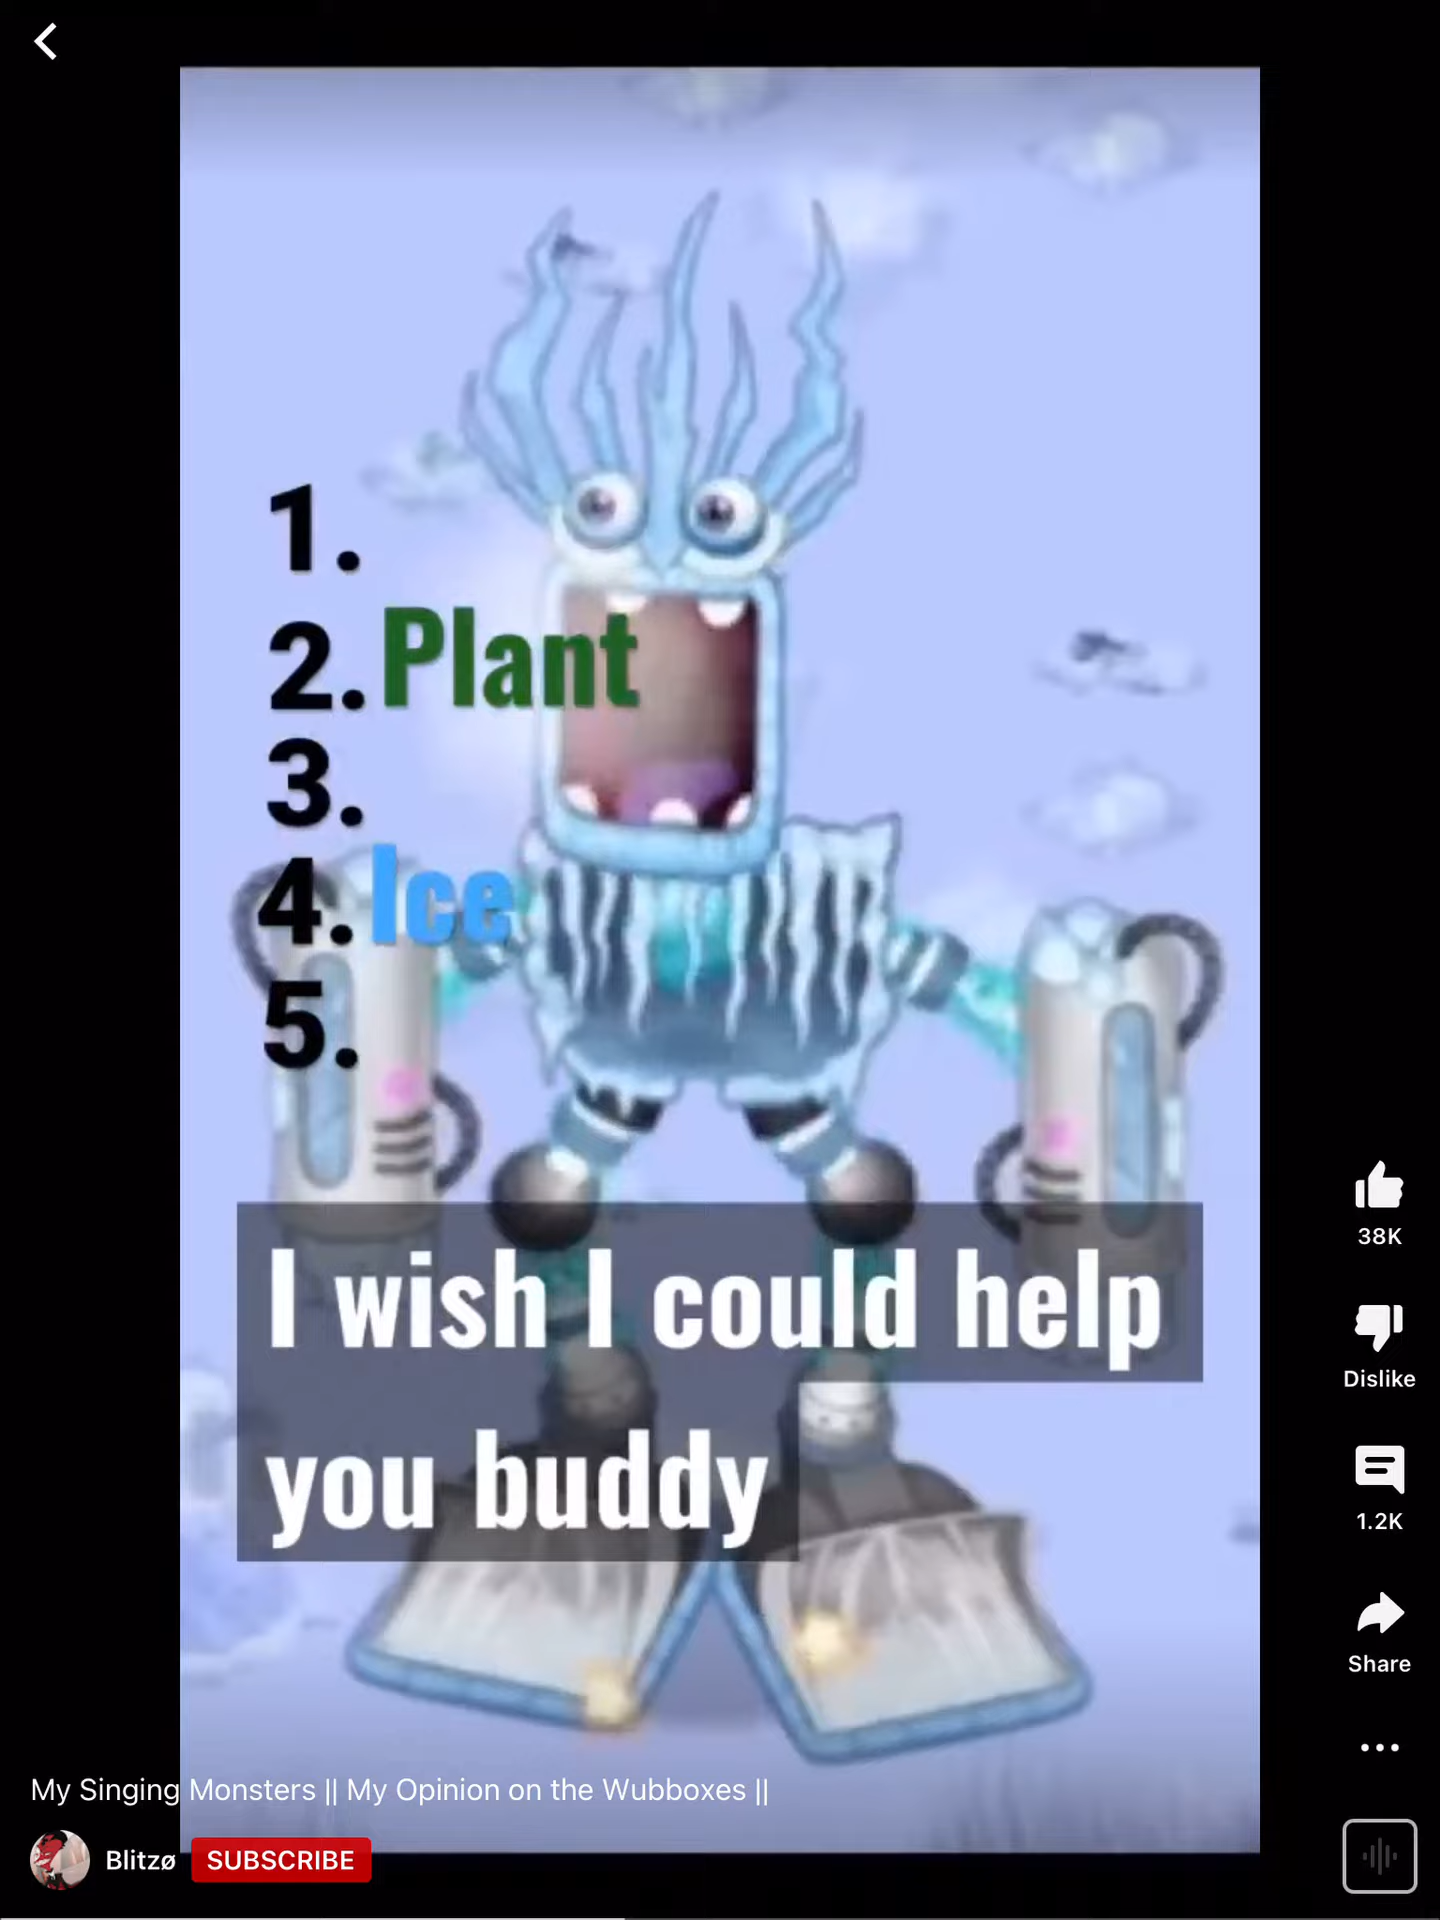 1.
2. Plant
3.
4. Ice
5.
I wish I could help
you buddy
38K
Dislike
1.2K
Share
My Singing Monsters || My Opinion on the Wubboxes ||
Blitzø SUBSCRIBE